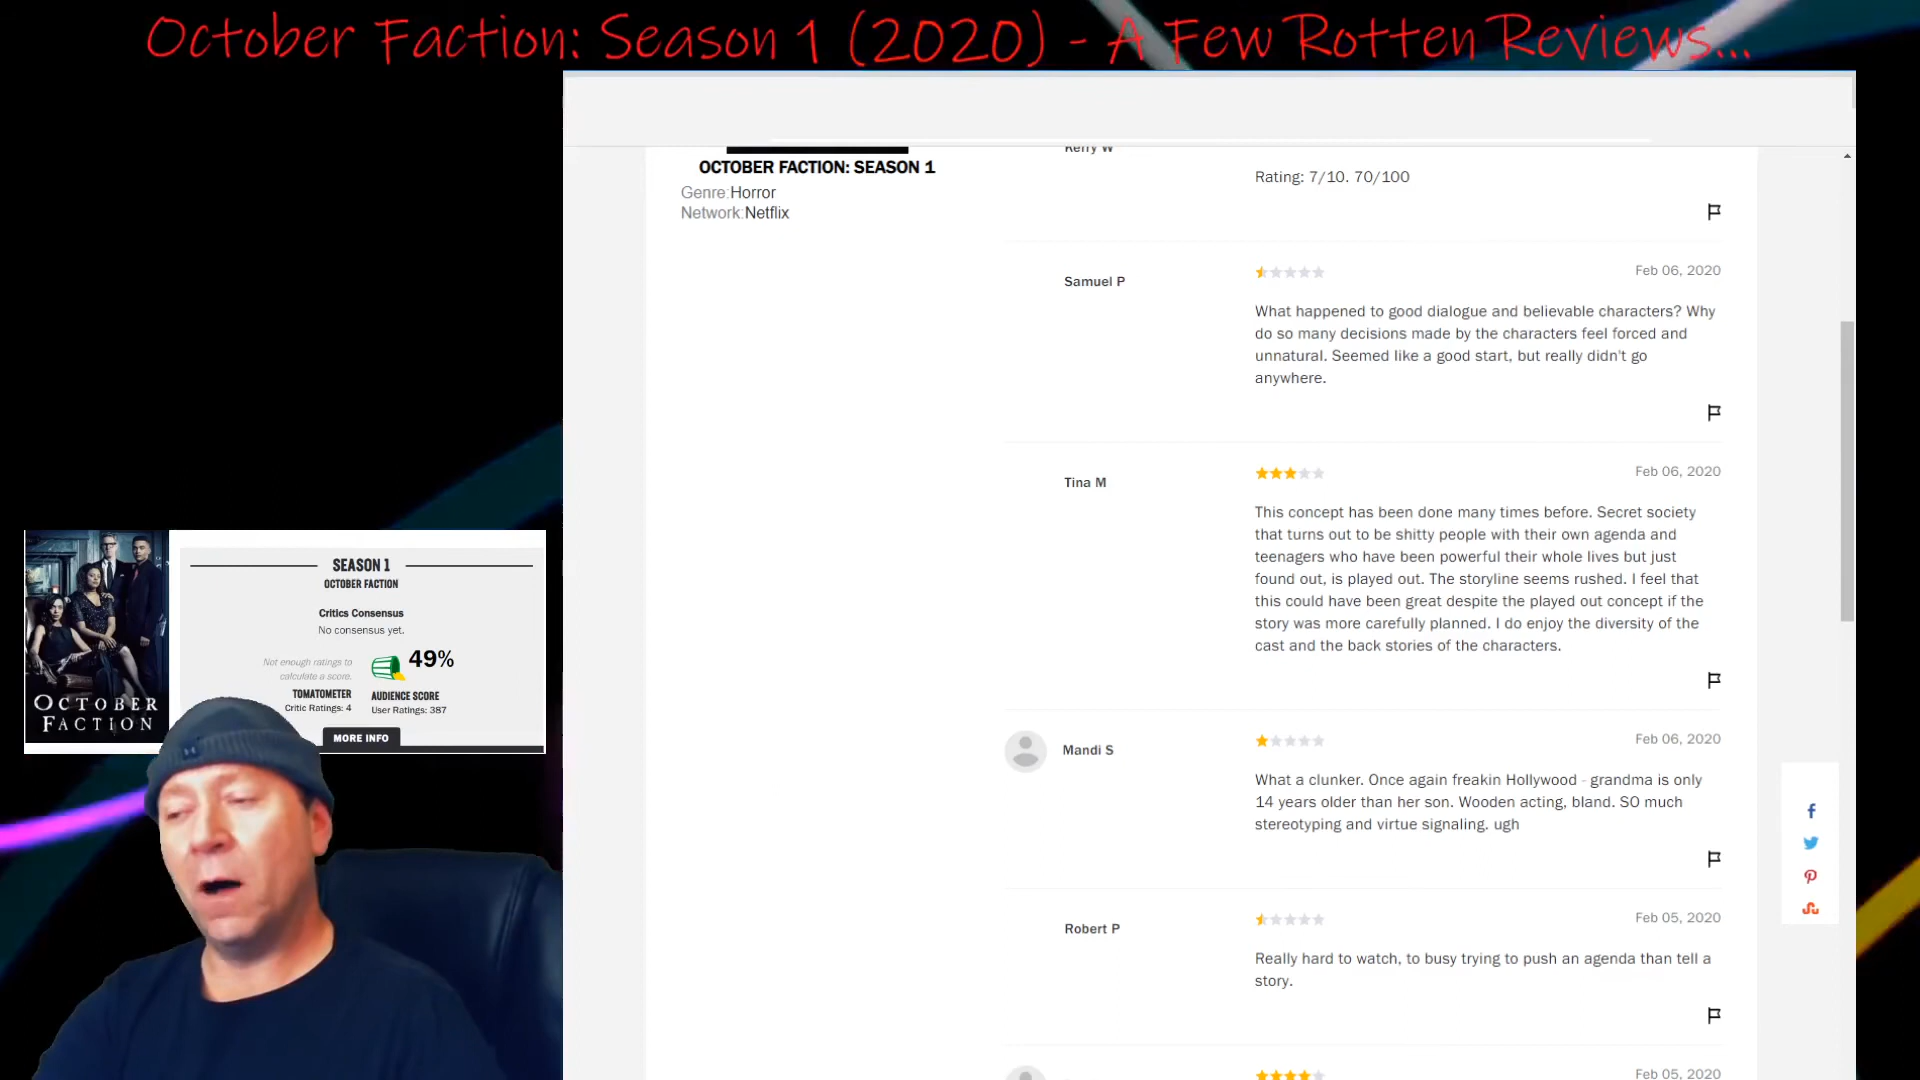 October Faction: Season 1 (2020) - A Few Rotten Reviews...
OCTOBER FACTION: SEASON 1
Genre:Horror
Network:Netflix
Kerry W
Rating: 7/10. 70/100
Samuel P
Feb 06, 2020
What happened to good dialogue and believable characters? Why
do so many decisions made by the characters feel forced and
unnatural. Seemed like a good start, but really didn't go
anywhere.
Tina M
Feb 06, 2020
This concept has been done many times before. Secret society
that turns out to be shitty people with their own agenda and
teenagers who have been powerful their whole lives but just
found out, is played out. The storyline seems rushed. I feel that
this could have been great despite the played out concept if the
story was more carefully planned. I do enjoy the diversity of the
cast and the back stories of the characters.
Mandi S
Feb 06, 2020
What a clunker. Once again freakin Hollywood - grandma is only
14 years older than her son. Wooden acting, bland. SO much
stereotyping and virtue signaling. ugh
Robert P
Feb 05, 2020
Really hard to watch, to busy trying to push an agenda than tell a
story.
Feb 05, 2020
OCTOBER
FACTION
SEASON 1
OCTOBER FACTION
Critics Consensus
No consensus yet.
Not enough ratings to
calculate a score.
49%
TOMATOMETER
Critic Ratings: 4
AUDIENCE SCORE
User Ratings: 387
MORE INFO